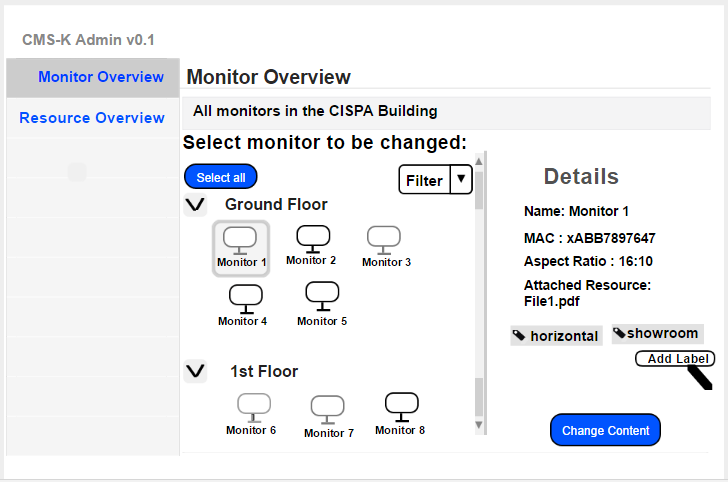 CMS-K Admin v0.1
Monitor Overview
Resource Overview
Monitor Overview
All monitors in the CISPA Building
Select monitor to be changed:
Select all
Filter
Ground Floor
Monitor 1
Monitor 2
Monitor 3
Monitor 4
Monitor 5
1st Floor
Monitor 6
Monitor 7
Monitor 8
Details
Name: Monitor 1
MAC : xABB7897647
Aspect Ratio : 16:10
Attached Resource:
File1.pdf
horizontal
showroom
Add Label
Change Content